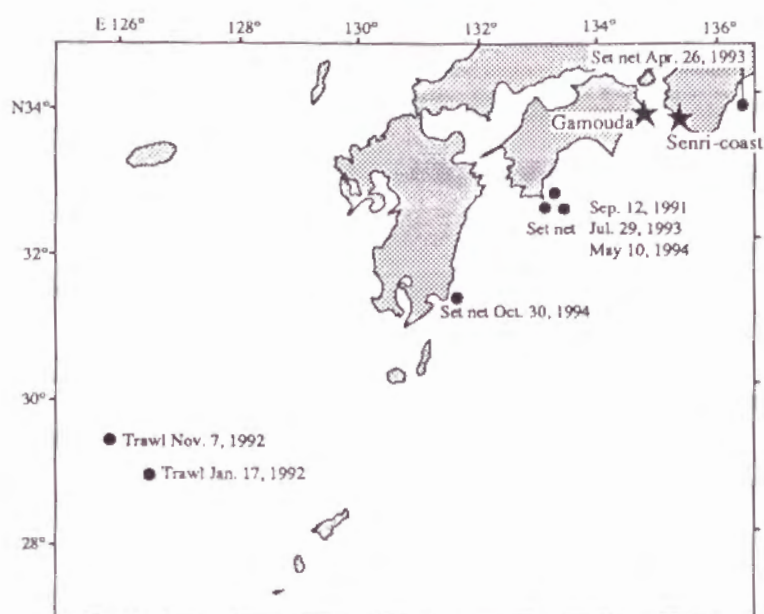 E 126° 128° 130° 132° 134° 136°
Set net Apr. 26, 1993
N34°
Gamouda
Senri-coast
Sep. 12, 1991
Set net Jul. 29, 1993
May 10, 1994
32°
Set net Oct. 30, 1994
30°
Trawl Nov. 7, 1992
Trawl Jan. 17, 1992
28°